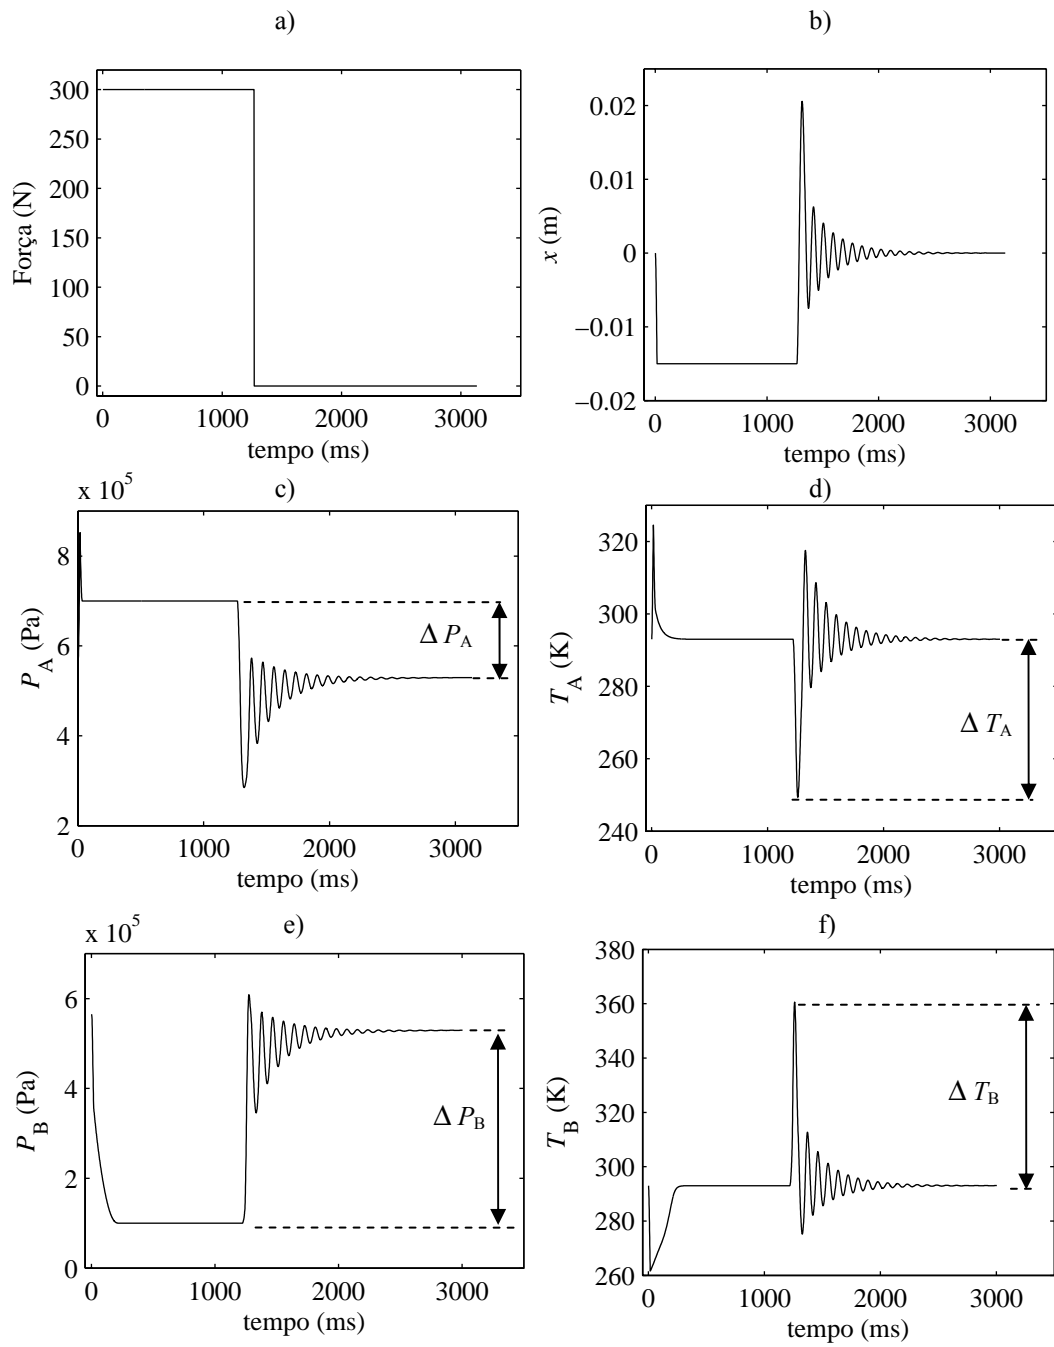 a)
300
250
200
150
100
50
0
Força (N)
0 1000 2000 3000
tempo (ms)
b)
0.02
0.01
0
−0.01
−0.02
x (m)
0 1000 2000 3000
tempo (ms)
c)
x 10^5
8
6
4
2
P_A (Pa)
Δ P_A
0 1000 2000 3000
tempo (ms)
d)
320
300
280
260
240
T_A (K)
Δ T_A
0 1000 2000 3000
tempo (ms)
e)
x 10^5
6
4
2
0
P_B (Pa)
Δ P_B
0 1000 2000 3000
tempo (ms)
f)
380
360
340
320
300
280
260
T_B (K)
Δ T_B
0 1000 2000 3000
tempo (ms)